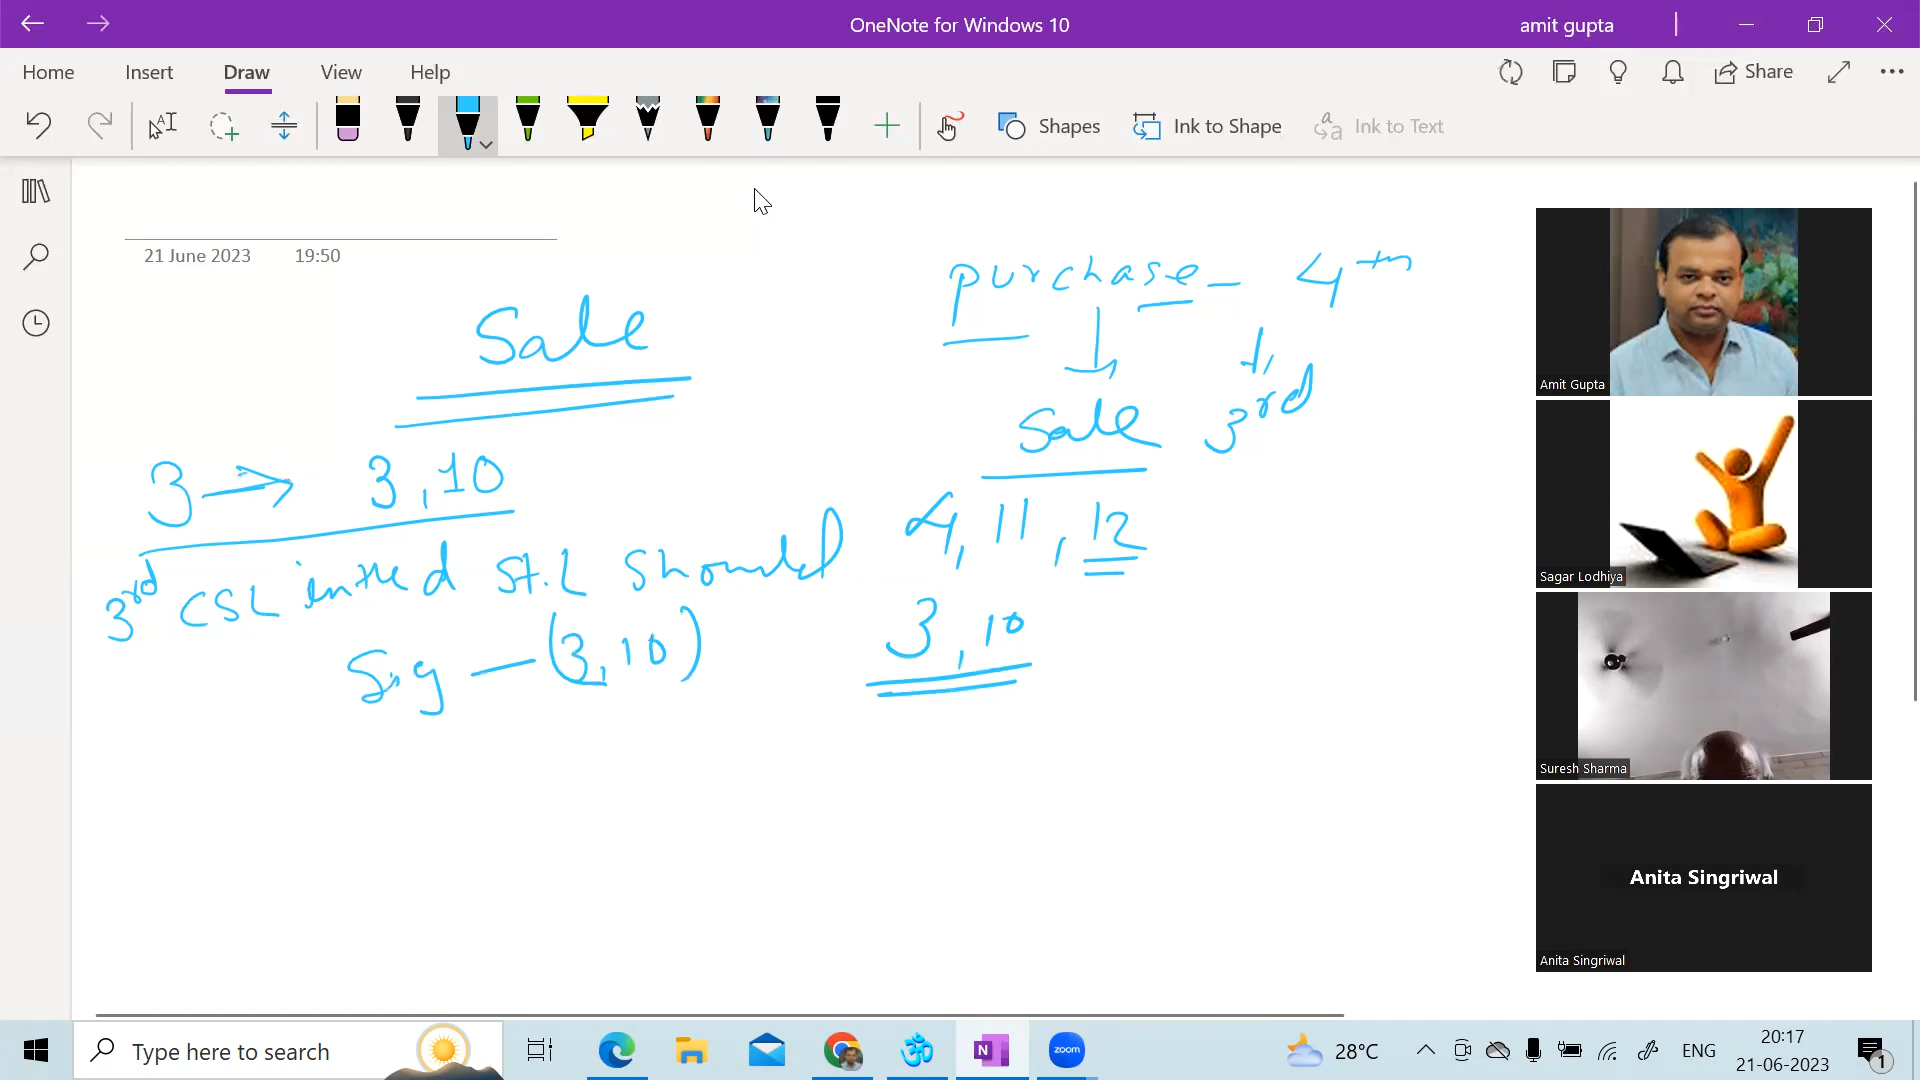 OneNote for Windows 10
amit gupta
Home Insert Draw View Help
Share
Shapes Ink to Shape Ink to Text
21 June 2023 19:50
Sale
3 → 3, 10
3rd CSL inthed St.L should
Sig — (3, 10)
purchase — 4th
↓
Sale 3rd
4, 11, 12
3, 10
Amit Gupta
Sagar Lodhiya
Suresh Sharma
Anita Singriwal
Anita Singriwal
Type here to search
zoom
28°C
ENG
20:17
21-06-2023
1